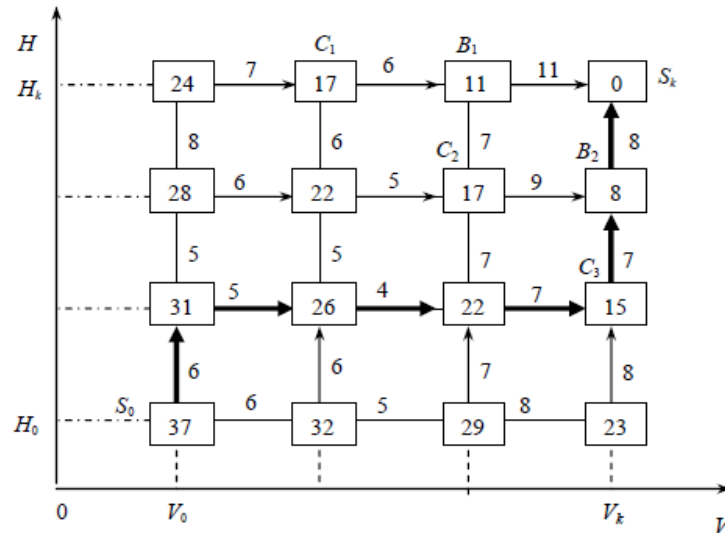 H C₁ B₁
7 6 11
Hₖ 24 17 11 0 Sₖ
8 6 C₂ 7 B₂ 8
6 5 9
28 22 17 8
5 5 7 C₃ 7
5 4 7
31 26 22 15
6 6 7 8
S₀ 6 5 8
H₀ 37 32 29 23
0 V₀ Vₖ V